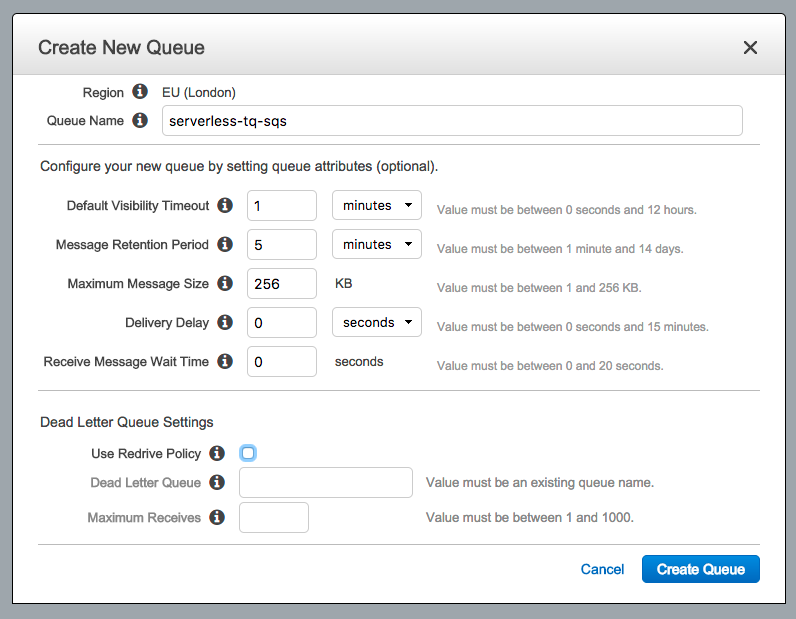 Create New Queue
Region EU (London)
Queue Name serverless-tq-sqs
Configure your new queue by setting queue attributes (optional).
Default Visibility Timeout 1 minutes Value must be between 0 seconds and 12 hours.
Message Retention Period 5 minutes Value must be between 1 minute and 14 days.
Maximum Message Size 256 KB Value must be between 1 and 256 KB.
Delivery Delay 0 seconds Value must be between 0 seconds and 15 minutes.
Receive Message Wait Time 0 seconds Value must be between 0 and 20 seconds.
Dead Letter Queue Settings
Use Redrive Policy
Dead Letter Queue Value must be an existing queue name.
Maximum Receives Value must be between 1 and 1000.
Cancel Create Queue